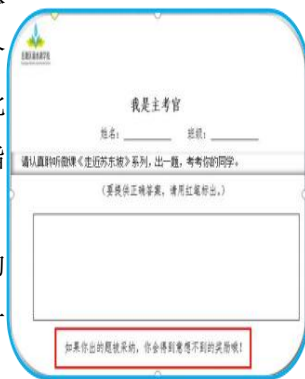 我是主考官
姓名：________ 班级：________
请认真聆听微课《走近苏东坡》系列，出一题，考考你的同学。
（要提供正确答案，请用红笔标出。）
如果你出的题被采纳，你会得到意想不到的奖励哦！